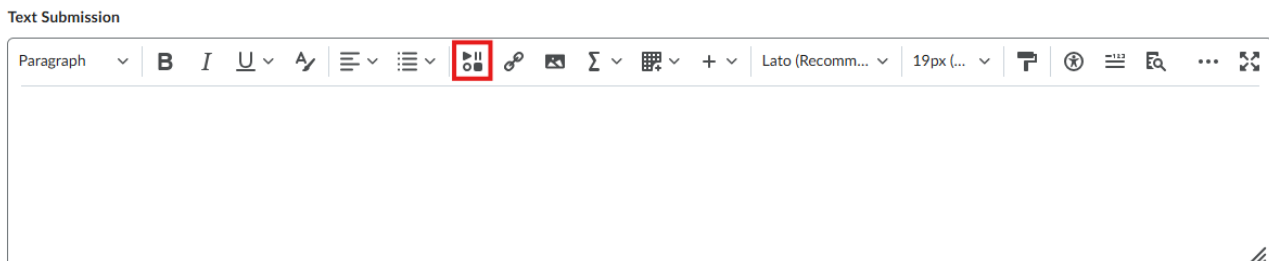 Text Submission
Paragraph B I U Σ + Lato (Recomm... 19px (... ...